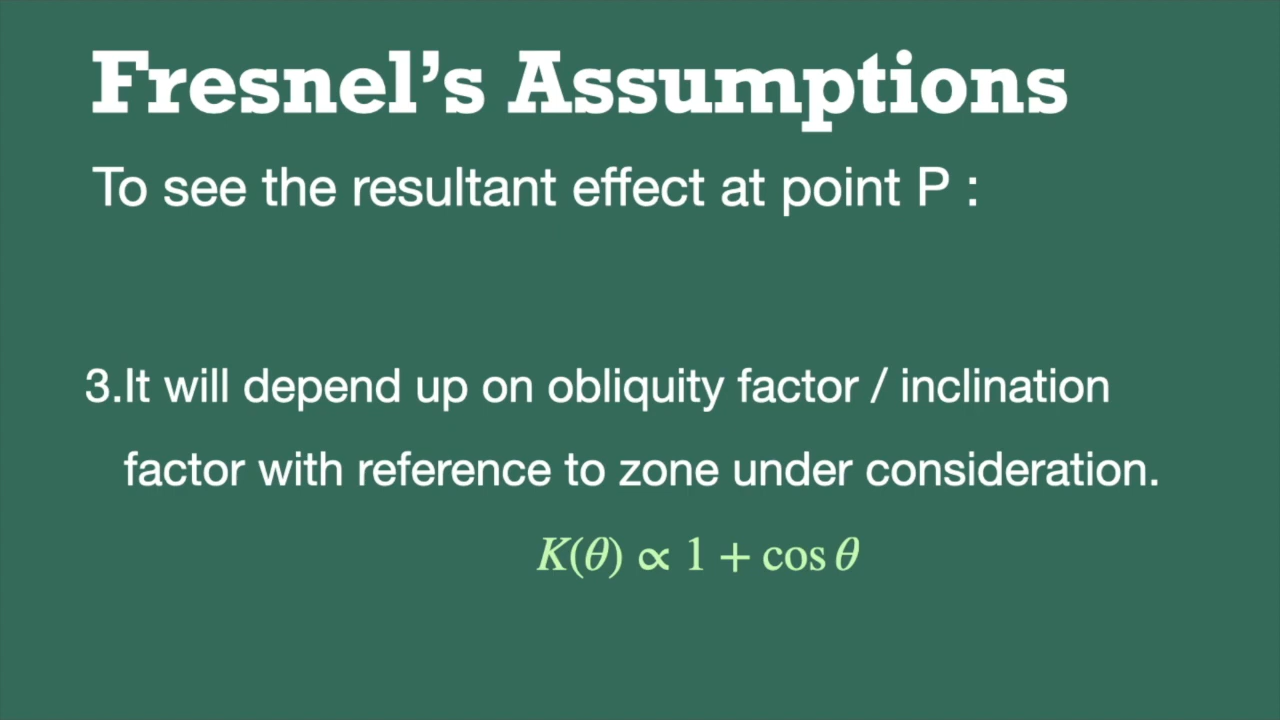 Fresnel’s Assumptions
To see the resultant effect at point P :
3.It will depend up on obliquity factor / inclination
factor with reference to zone under consideration.
K(θ) ∝ 1 + cos θ